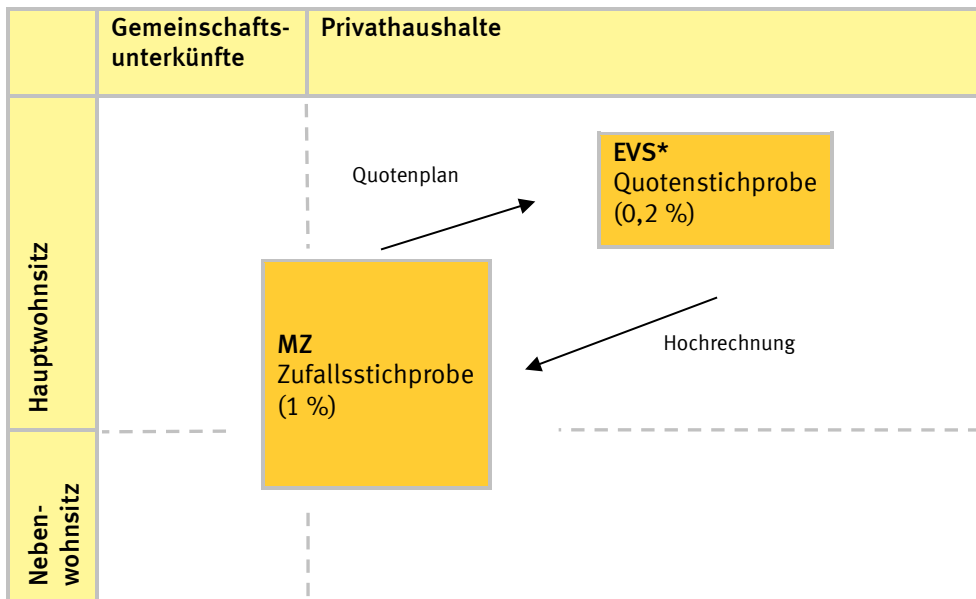 Gemeinschafts-
unterkünfte
Privathaushalte
Hauptwohnsitz
Quotenplan
EVS*
Quotenstichprobe
(0,2 %)
MZ
Zufallsstichprobe
(1 %)
Hochrechnung
Neben-
wohnsitz